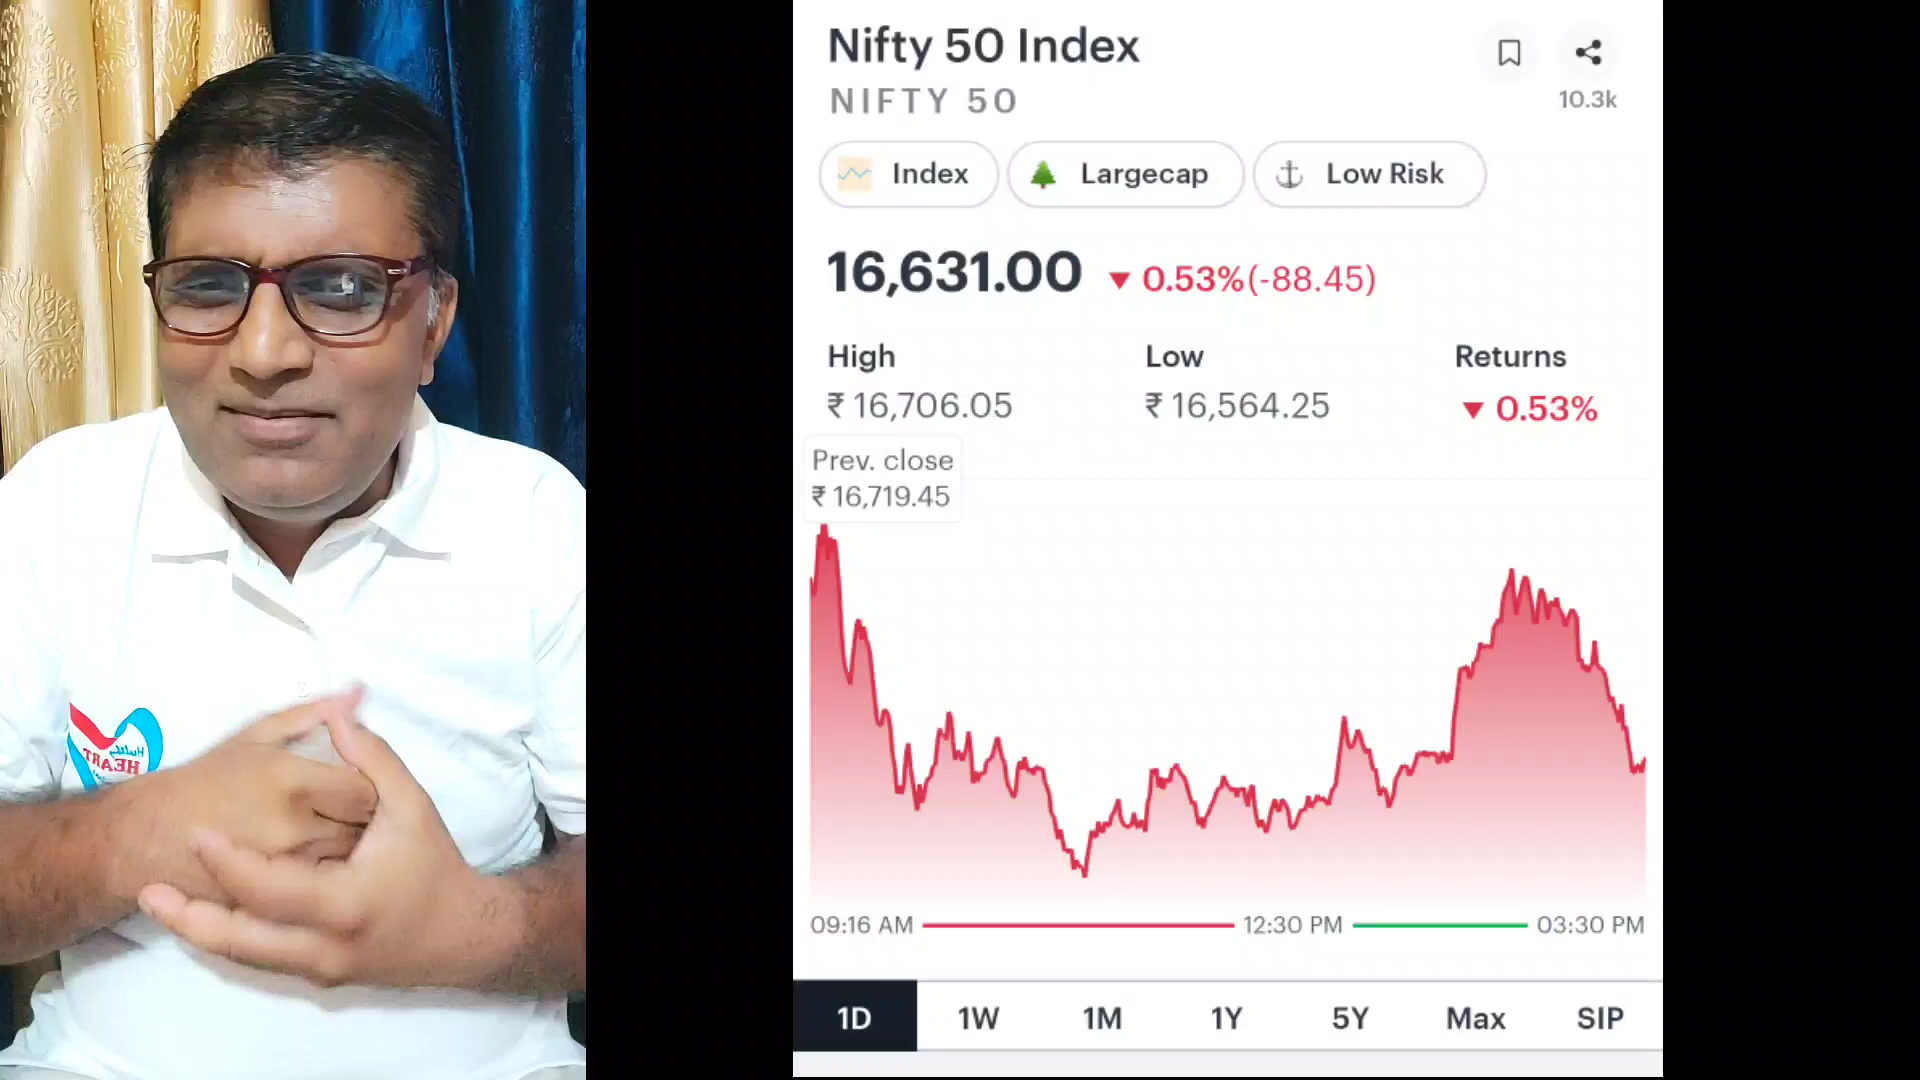 Healthy
HEART
Nifty 50 Index
NIFTY 50
10.3k
Index
Largecap
Low Risk
16,631.00 ▼ 0.53%(-88.45)
High Low Returns
₹ 16,706.05 ₹ 16,564.25 ▼ 0.53%
Prev. close
₹ 16,719.45
09:16 AM 12:30 PM 03:30 PM
1D 1W 1M 1Y 5Y Max SIP